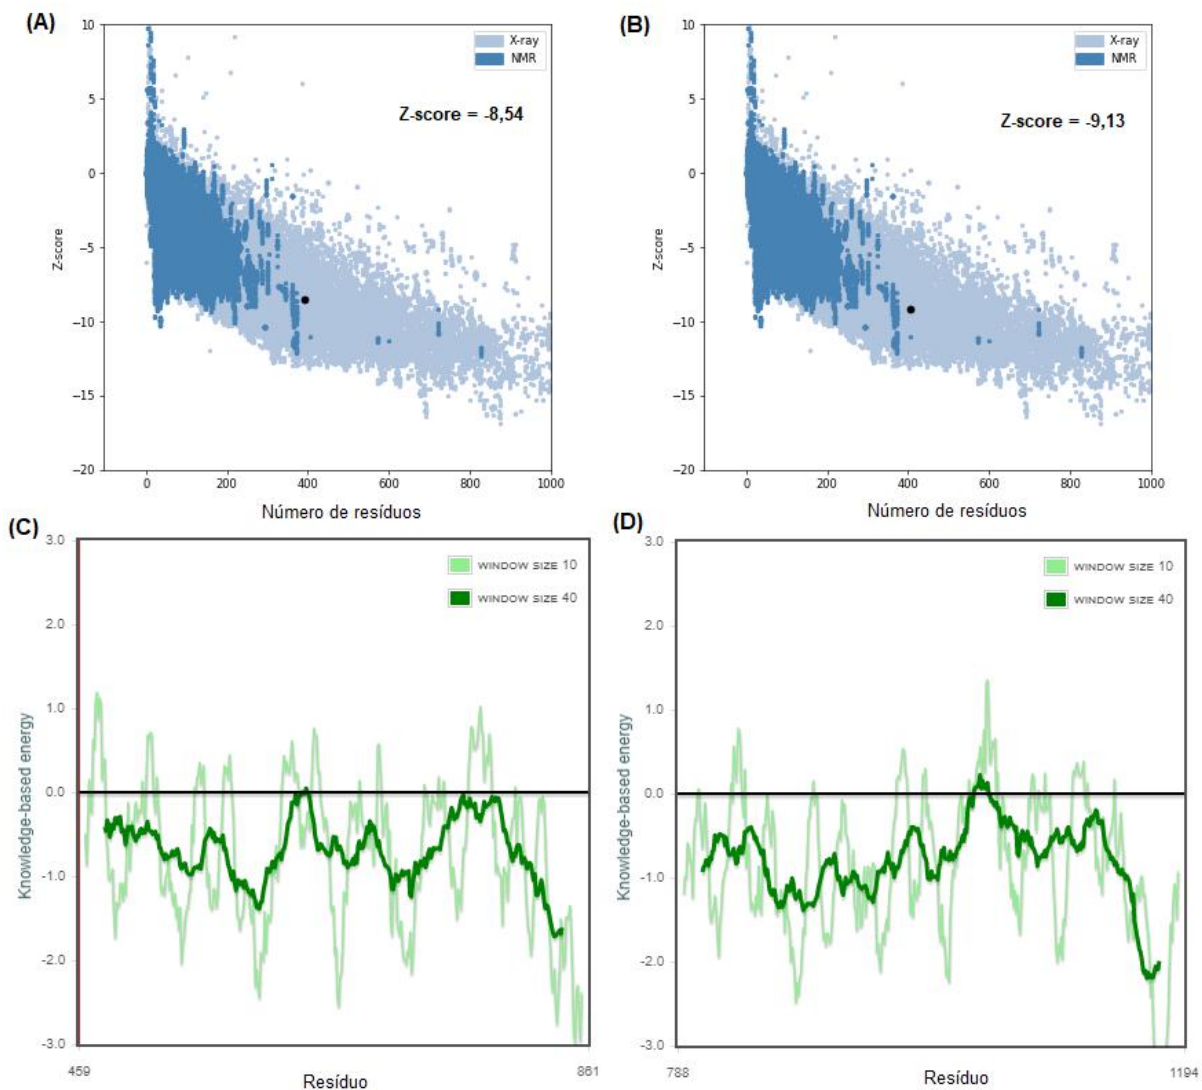 (A)
10
5
0
−5
−10
−15
−20
Z-score
X-ray
NMR
Z-score = -8,54
0
200
400
600
800
1000
Número de resíduos
(B)
10
5
0
−5
−10
−15
−20
Z-score
X-ray
NMR
Z-score = -9,13
0
200
400
600
800
1000
Número de resíduos
(C)
3.0
2.0
1.0
0.0
-1.0
-2.0
-3.0
Knowledge-based energy
WINDOW SIZE 10
WINDOW SIZE 40
459
861
Resíduo
(D)
3.0
2.0
1.0
0.0
-1.0
-2.0
-3.0
Knowledge-based energy
WINDOW SIZE 10
WINDOW SIZE 40
788
1194
Resíduo